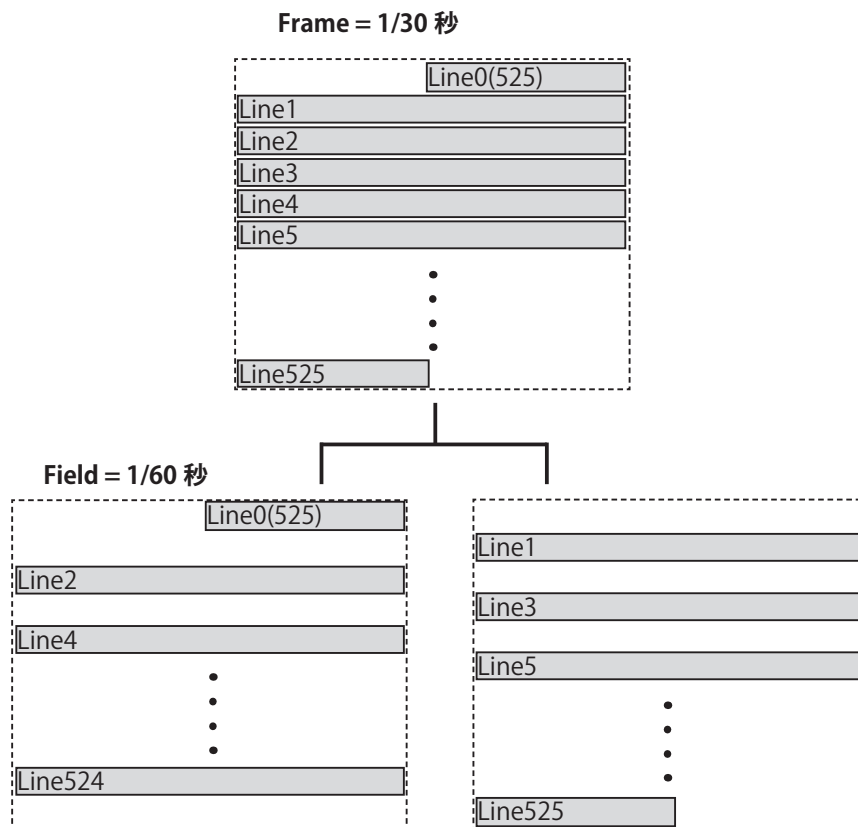 Frame = 1/30 秒
Line0(525)
Line1
Line2
Line3
Line4
Line5
Line525
Field = 1/60 秒
Line0(525)
Line2
Line4
Line524
Line1
Line3
Line5
Line525